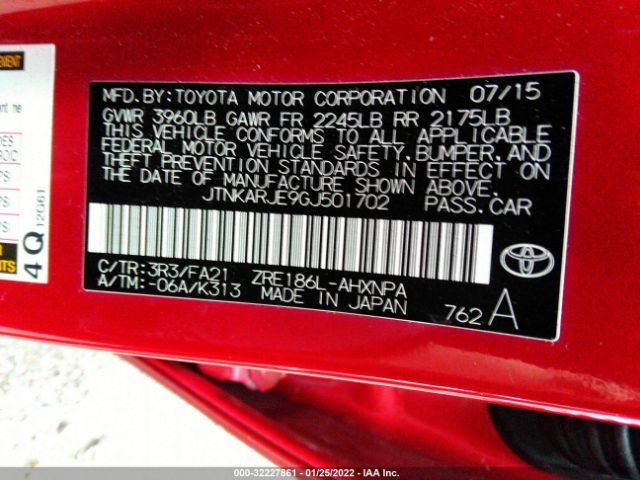 MFD.BY:TOYOTA MOTOR CORPORATION 07/15
GVWR 3960LB GAWR FR 2245LB RR 2175LB
THIS VEHICLE CONFORMS TO ALL APPLICABLE
FEDERAL MOTOR VEHICLE SAFETY, BUMPER, AND
THEFT PREVENTION STANDARDS IN EFFECT ON
THE DATE OF MANUFACTURE SHOWN ABOVE.
JTNKARJE9GJ501702 PASS.CAR
C/TR:3R3/FA21 ZRE186L-AHXNPA
A/TM:-06A/K313 MADE IN JAPAN 762 A
TOYOTA
4Q 12061
000-32227861 - 01/25/2022 - IAA Inc.